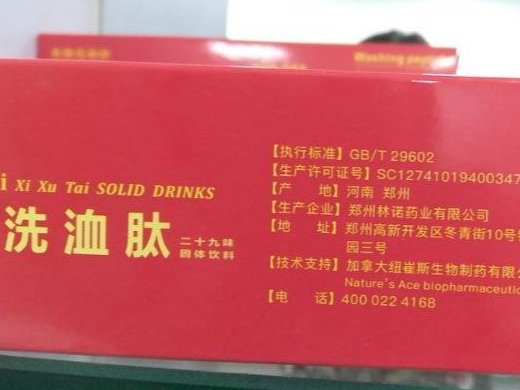 Washing pep
i Xi Xu Tai SOLID DRINKS
洗洫肽
二十九味
固体饮料
【执行标准】GB/T 29602
【生产许可证号】SC12741019400347
【产 地】河南 郑州
【生产企业】郑州林诺药业有限公司
【地 址】郑州高新开发区冬青街10号
园三号
【技术支持】加拿大纽崔斯生物制药有限
Nature's Ace biopharmaceutic
【电 话】400 022 4168